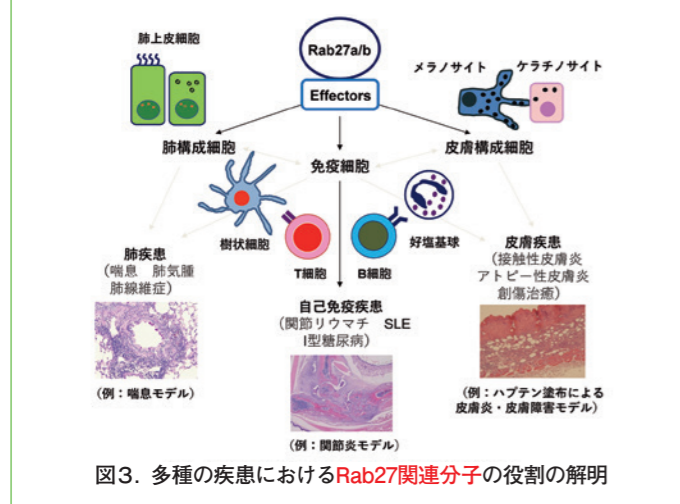 肺上皮細胞
Rab27a/b
Effectors
メラノサイト
ケラチノサイト
肺構成細胞
免疫細胞
皮膚構成細胞
樹状細胞
T細胞
B細胞
好塩基球
肺疾患
(喘息 肺気腫
肺線維症)
(例:喘息モデル)
自己免疫疾患
(関節リウマチ SLE
I型糖尿病)
(例:関節炎モデル)
皮膚疾患
(接触性皮膚炎
アトピー性皮膚炎
創傷治癒)
(例:ハプテン塗布による
皮膚炎・皮膚障害モデル)
図3. 多種の疾患におけるRab27関連分子の役割の解明